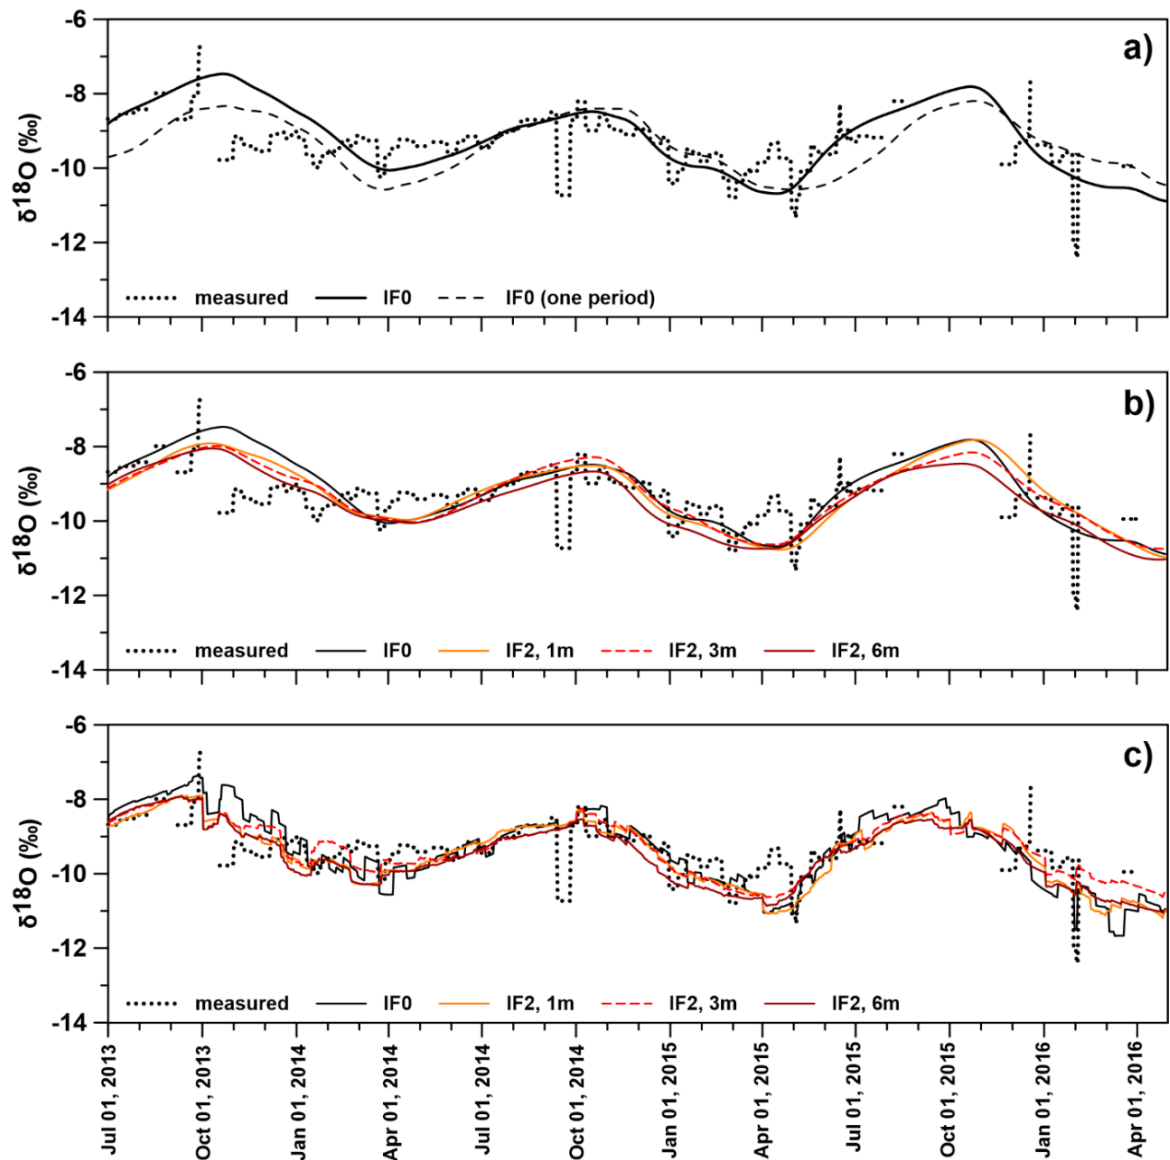 -6
a)
-8
-10
-12
-14
δ18O (‰)
measured IF0 IF0 (one period)
-6
b)
-8
-10
-12
-14
δ18O (‰)
measured IF0 IF2, 1m IF2, 3m IF2, 6m
-6
c)
-8
-10
-12
-14
δ18O (‰)
measured IF0 IF2, 1m IF2, 3m IF2, 6m
Jul 01, 2013
Oct 01, 2013
Jan 01, 2014
Apr 01, 2014
Jul 01, 2014
Oct 01, 2014
Jan 01, 2015
Apr 01, 2015
Jul 01, 2015
Oct 01, 2015
Jan 01, 2016
Apr 01, 2016